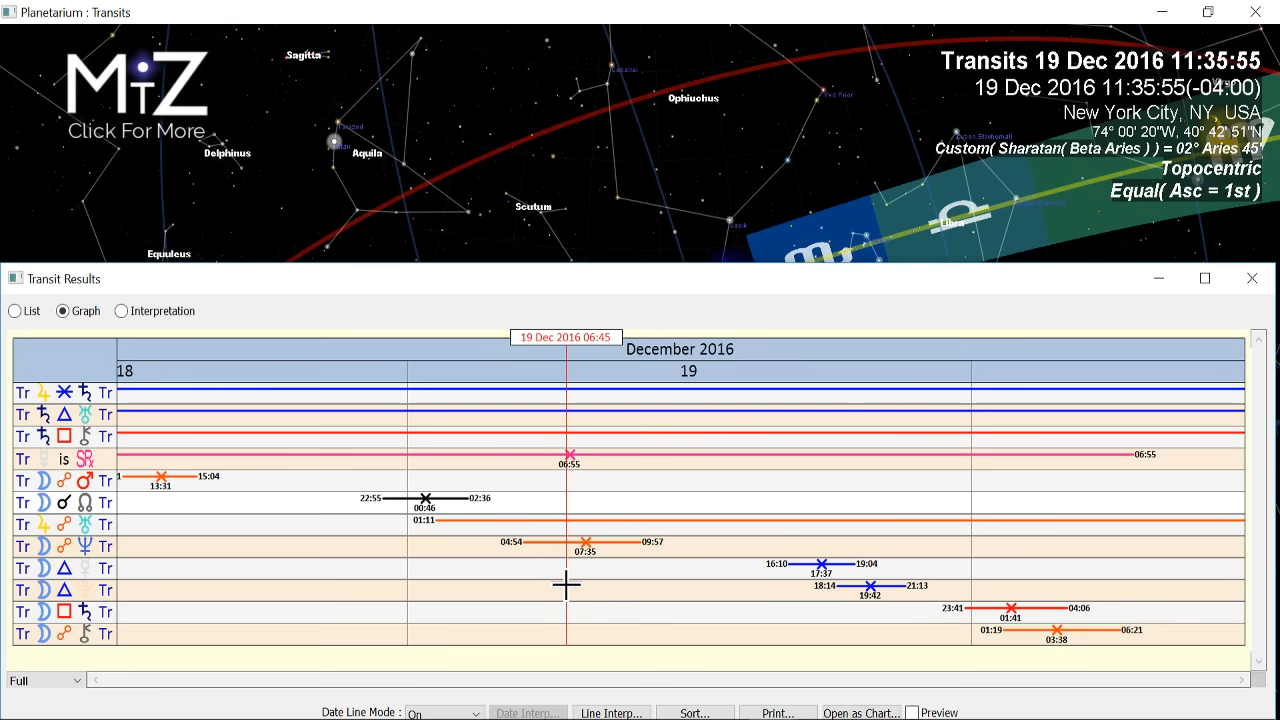 Planetarium : Transits
MTZ
Click For More
Sagitta
Delphinus
Aquila
Equuleus
Scutum
Ophiuchus
Libra
Transits 19 Dec 2016 11:35:55
19 Dec 2016 11:35:55(-04:00)
New York City, NY, USA
74° 00' 20"W, 40° 42' 51"N
Custom( Sharatan( Beta Aries ) ) = 02° Aries 45'
Topocentric
Equal( Asc = 1st )
Transit Results
List Graph Interpretation
19 Dec 2016 06:45
December 2016
18 19
Tr ♃ ⚹ ♄ Tr
Tr ♄ △ ♅ Tr
Tr ♄ □ ⚷ Tr
Tr ☿ is SR 06:55 06:55
Tr ☽ ☍ ♂ Tr 13:31 15:04
Tr ☽ ☌ ☊ Tr 22:55 00:46 02:36
Tr ♃ ☍ ♅ Tr 01:11
Tr ☽ ☍ ♆ Tr 04:54 07:35 09:57
Tr ☽ △ ☿ Tr 16:10 17:37 19:04
Tr ☽ △ Tr 18:14 19:42 21:13
Tr ☽ □ ♄ Tr 23:41 01:41 04:06
Tr ☽ ☍ ⚷ Tr 01:19 03:38 06:21
Full
Date Line Mode : On Date Interp... Line Interp... Sort... Print... Open as Chart... Preview